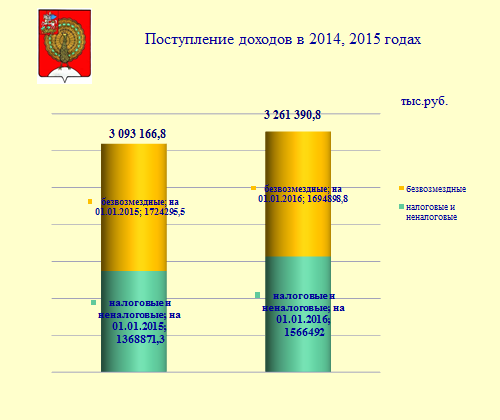 Поступление доходов в 2014, 2015 годах
тыс.руб.
3 093 166,8
3 261 390,8
безвозмездные; на
01.01.2015; 1724295,5
безвозмездные; на
01.01.2016; 1694898,8
налоговые и
неналоговые; на
01.01.2015;
1368871,3
налоговые и
неналоговые; на
01.01.2016;
1566492
безвозмездные
налоговые и
неналоговые